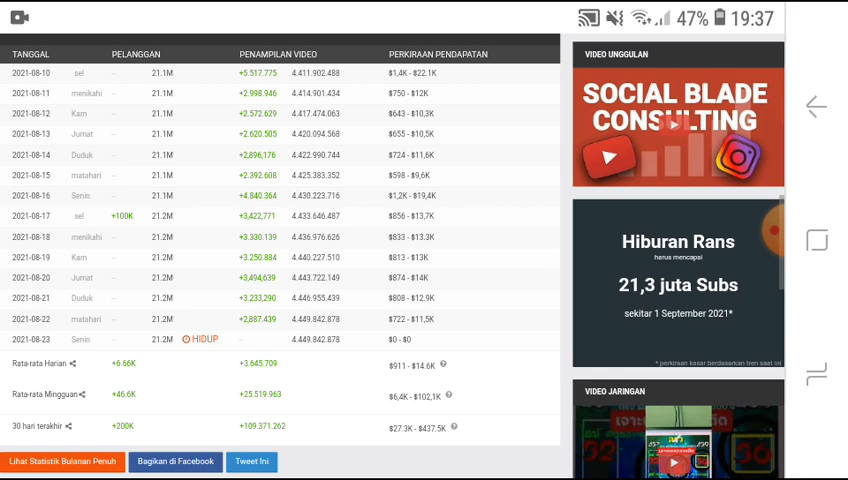 47% 19:37
TANGGAL PELANGGAN PENAMPILAN VIDEO PERKIRAAN PENDAPATAN
2021-08-10 sel -- 21.1M +5.517.775 4.411.902.488 $1,4K - $22.1K
2021-08-11 menikahi -- 21.1M +2.998.946 4.414.901.434 $750 - $12K
2021-08-12 Kam -- 21.1M +2.572.629 4.417.474.063 $643 - $10,3K
2021-08-13 Jumat -- 21.1M +2.620.505 4.420.094.568 $655 - $10,5K
2021-08-14 Duduk -- 21.1M +2,896,176 4.422.990.744 $724 - $11,6K
2021-08-15 matahari -- 21.1M +2.392.608 4.425.383.352 $598 - $9,6K
2021-08-16 Senin -- 21.1M +4.840.364 4.430.223.716 $1,2K - $19,4K
2021-08-17 sel +100K 21.2M +3,422,771 4.433.646.487 $856 - $13,7K
2021-08-18 menikahi -- 21.2M +3.330.139 4.436.976.626 $833 - $13.3K
2021-08-19 Kam -- 21.2M +3.250.884 4.440.227.510 $813 - $13K
2021-08-20 Jumat -- 21.2M +3,494,639 4.443.722.149 $874 - $14K
2021-08-21 Duduk -- 21.2M +3.233,290 4.446.955.439 $808 - $12.9K
2021-08-22 matahari -- 21.2M +2,887.439 4.449.842.878 $722 - $11,5K
2021-08-23 Senin -- 21.2M HIDUP -- 4.449.842.878 $0 - $0
Rata-rata Harian +6.66K +3.645.709 $911 - $14.6K
Rata-rata Mingguan +46.6K +25.519.963 $6,4K - $102,1K
30 hari terakhir +200K +109.371.262 $27.3K - $437.5K
Lihat Statistik Bulanan Penuh Bagikan di Facebook Tweet Ini
VIDEO UNGGULAN
SOCIAL BLADE
CONSULTING
Hiburan Rans
harus mencapai
21,3 juta Subs
sekitar 1 September 2021*
* perkiraan kasar berdasarkan tren saat ini
VIDEO JARINGAN